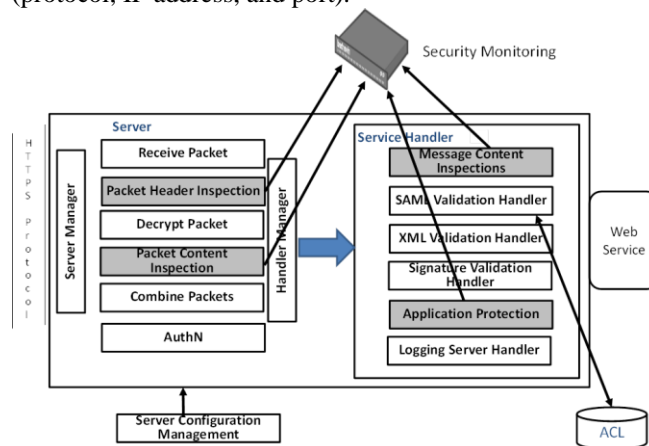 (protocol, IP address, and port).
Security Monitoring
HTTPS Protocol
Server
Server Manager
Receive Packet
Packet Header Inspection
Decrypt Packet
Packet Content
Inspection
Combine Packets
AuthN
Handler Manager
Service Handler
Message Content
Inspections
SAML Validation Handler
XML Validation Handler
Signature Validation
Handler
Application Protection
Logging Server Handler
Web
Service
Server Configuration
Management
ACL